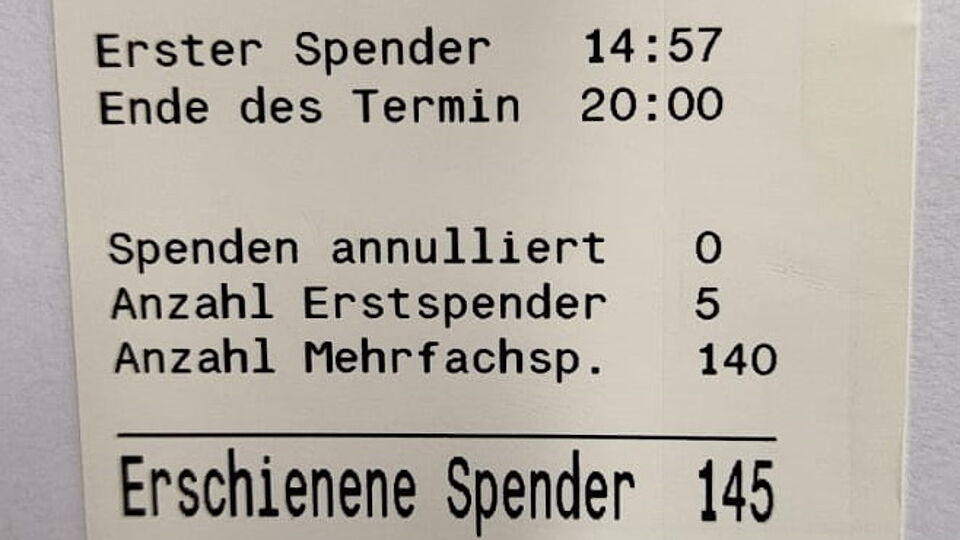 Erster Spender 14:57
Ende des Termin 20:00
Spenden annulliert 0
Anzahl Erstspender 5
Anzahl Mehrfachsp. 140
Erschienene Spender 145